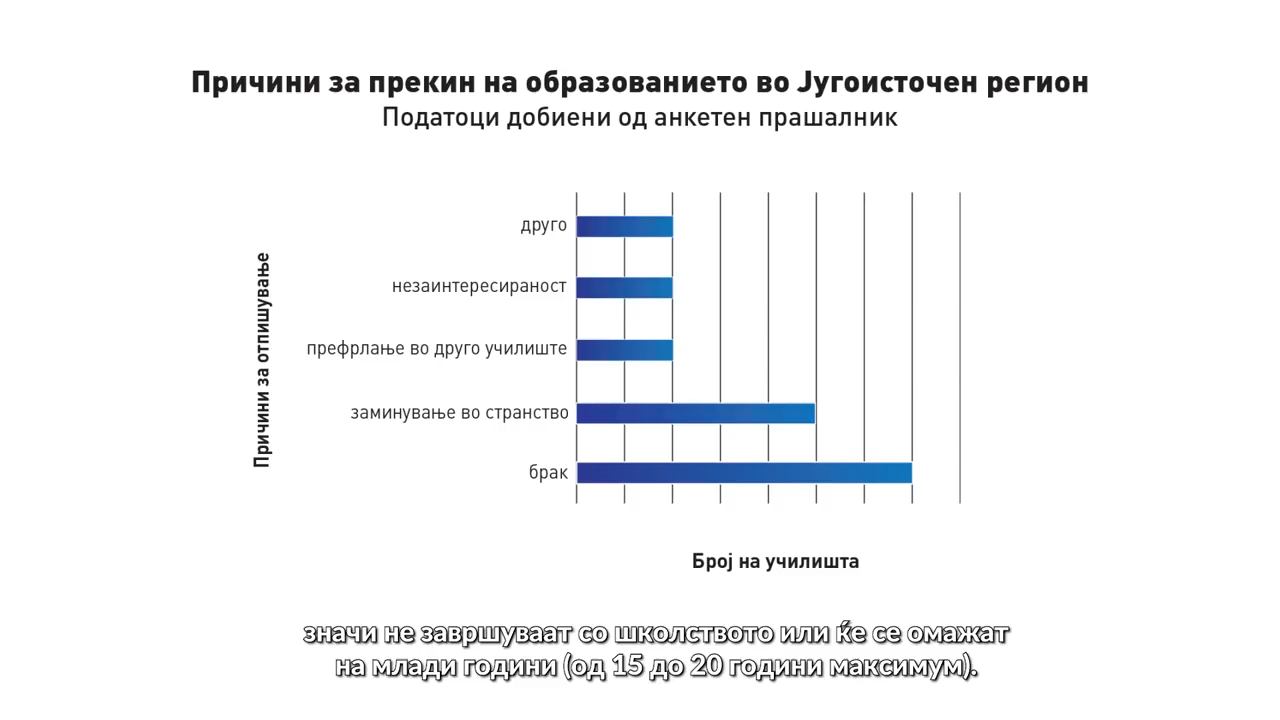 Причини за прекин на образованието во Југоисточен регион
Податоци добиени од анкетен прашалник
Причини за отпишување
друго
незаинтересираност
префрлање во друго училиште
заминување во странство
брак
Број на училишта
значи не завршуваат со школството или ќе се омажат
на млади години (од 15 до 20 години максимум).